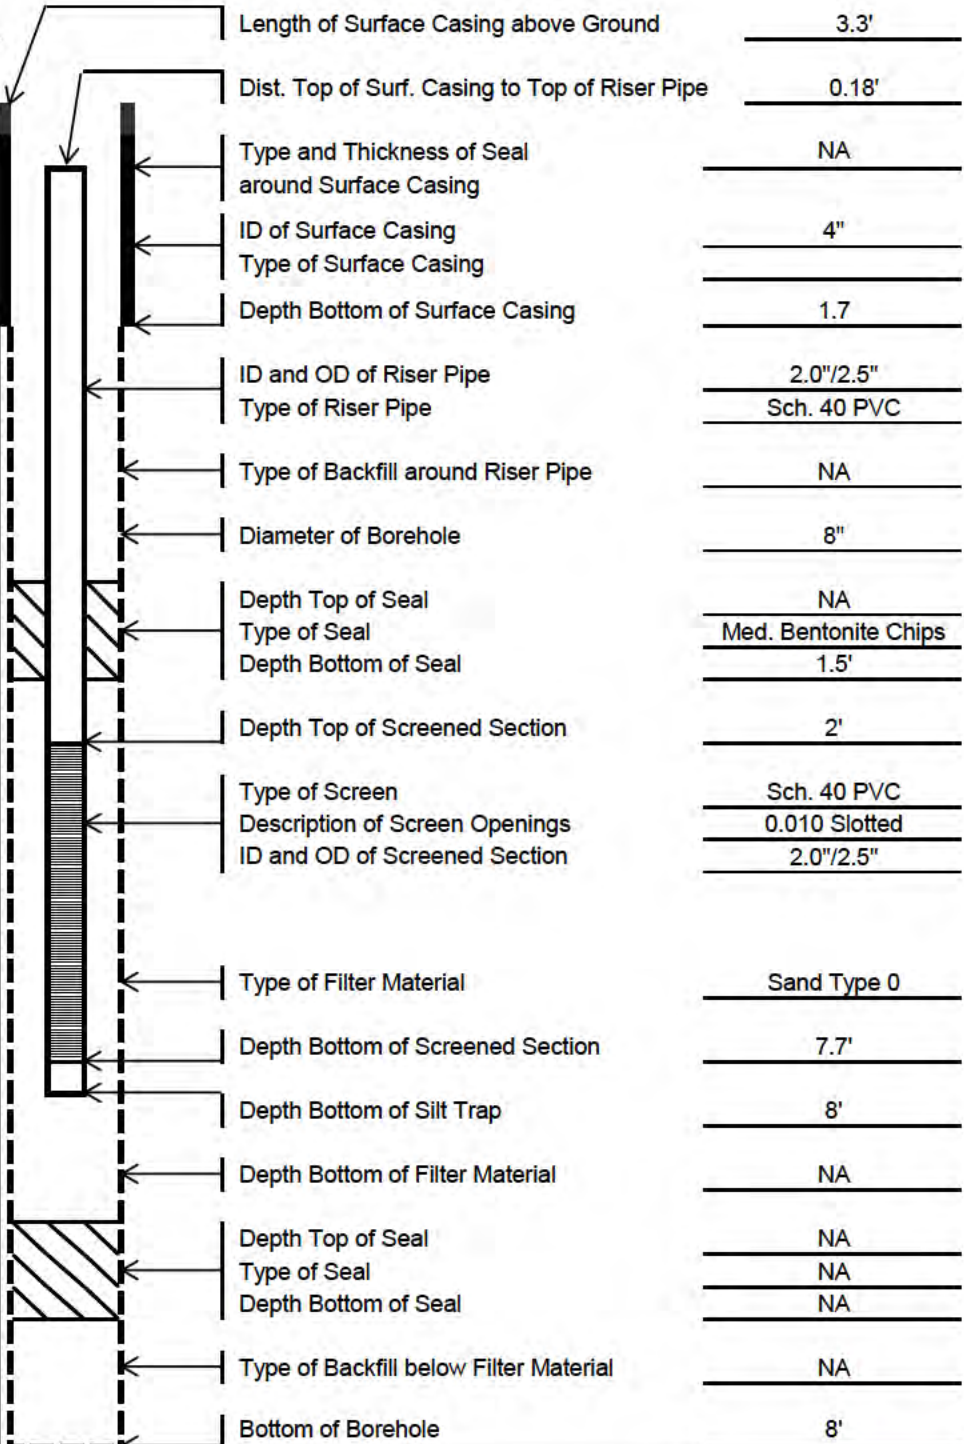 Length of Surface Casing above Ground 3.3'
Dist. Top of Surf. Casing to Top of Riser Pipe 0.18'
Type and Thickness of Seal NA
around Surface Casing
ID of Surface Casing 4"
Type of Surface Casing
Depth Bottom of Surface Casing 1.7
ID and OD of Riser Pipe 2.0"/2.5"
Type of Riser Pipe Sch. 40 PVC
Type of Backfill around Riser Pipe NA
Diameter of Borehole 8"
Depth Top of Seal NA
Type of Seal Med. Bentonite Chips
Depth Bottom of Seal 1.5'
Depth Top of Screened Section 2'
Type of Screen Sch. 40 PVC
Description of Screen Openings 0.010 Slotted
ID and OD of Screened Section 2.0"/2.5"
Type of Filter Material Sand Type 0
Depth Bottom of Screened Section 7.7'
Depth Bottom of Silt Trap 8'
Depth Bottom of Filter Material NA
Depth Top of Seal NA
Type of Seal NA
Depth Bottom of Seal NA
Type of Backfill below Filter Material NA
Bottom of Borehole 8'